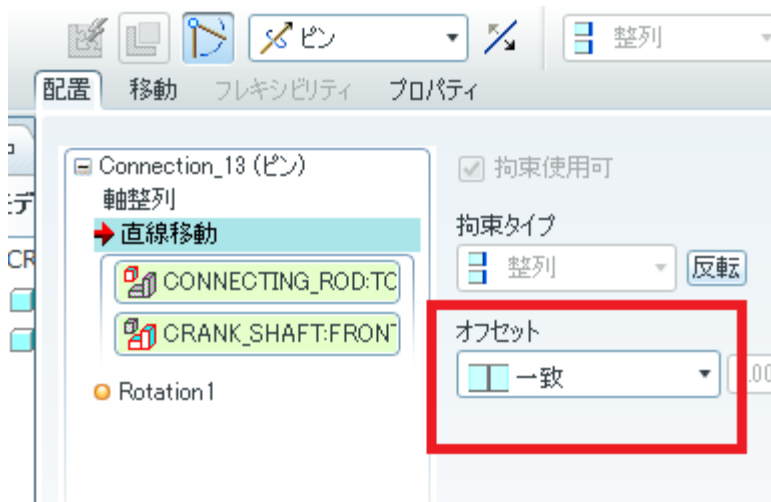 ピン
整列
配置 移動 フレキシビリティ プロパティ
Connection_13 (ピン)
拘束使用可
軸整列
直線移動
拘束タイプ
整列
反転
CONNECTING_ROD:TC
CRANK_SHAFT:FRONT
オフセット
一致
.00
Rotation1
CR
デ